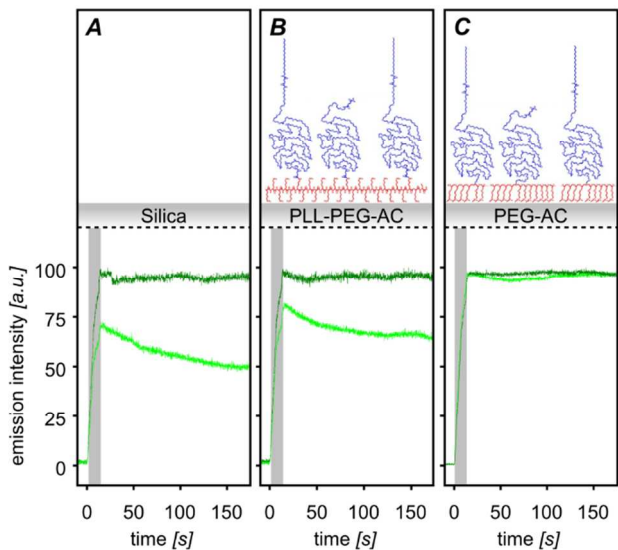 A B C
Silica PLL-PEG-AC PEG-AC
emission intensity [a.u.]
100
75
50
25
0
0 50 100 150 0 50 100 150 0 50 100 150
time [s] time [s] time [s]